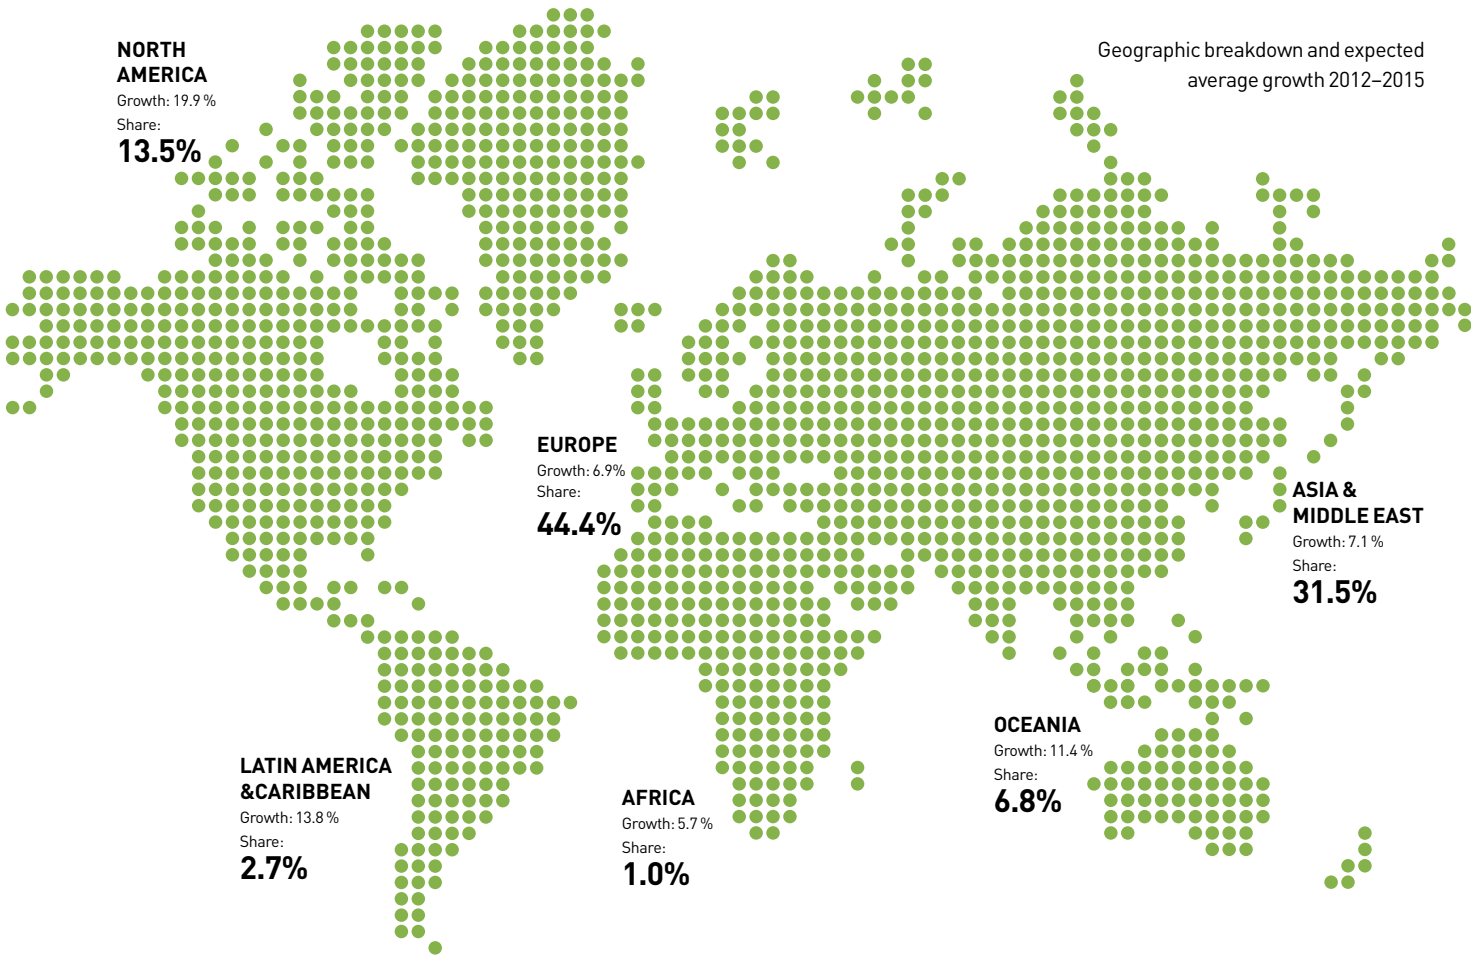 Geographic breakdown and expected
average growth 2012–2015
NORTH
AMERICA
Growth: 19.9 %
Share:
13.5%
EUROPE
Growth: 6.9%
Share:
44.4%
ASIA &
MIDDLE EAST
Growth: 7.1 %
Share:
31.5%
LATIN AMERICA
&CARIBBEAN
Growth: 13.8 %
Share:
2.7%
AFRICA
Growth: 5.7 %
Share:
1.0%
OCEANIA
Growth: 11.4 %
Share:
6.8%